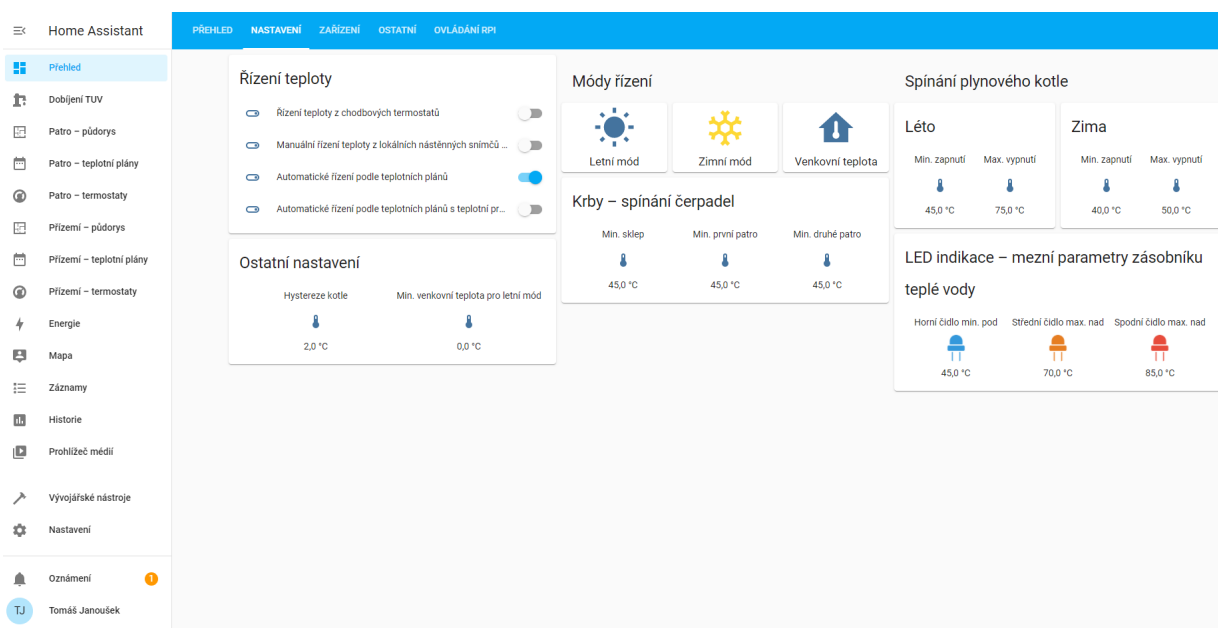 Home Assistant
Přehled
Dobíjení TUV
Patro – půdorys
Patro – teplotní plány
Patro – termostaty
Přízemí – půdorys
Přízemí – teplotní plány
Přízemí – termostaty
Energie
Mapa
Záznamy
Historie
Prohlížeč médií
Vývojářské nástroje
Nastavení
Oznámení 1
TJ Tomáš Janoušek
PŘEHLED NASTAVENÍ ZAŘÍZENÍ OSTATNÍ OVLÁDÁNÍ RPI
Řízení teploty
Řízení teploty z chodbových termostatů
Manuální řízení teploty z lokálních nástěnných snímčů ...
Automatické řízení podle teplotních plánů
Automatické řízení podle teplotních plánů s teplotní pr...
Ostatní nastavení
Hystereze kotle Min. venkovní teplota pro letní mód
2,0 °C 0,0 °C
Módy řízení
Letní mód Zimní mód Venkovní teplota
Krby – spínání čerpadel
Min. sklep Min. první patro Min. druhé patro
45,0 °C 45,0 °C 45,0 °C
Spínání plynového kotle
Léto
Min. zapnutí Max. vypnutí
45,0 °C 75,0 °C
Zima
Min. zapnutí Max. vypnutí
40,0 °C 50,0 °C
LED indikace – mezní parametry zásobníku
teplé vody
Horní čidlo min. pod Střední čidlo max. nad Spodní čidlo max. nad
45,0 °C 70,0 °C 85,0 °C